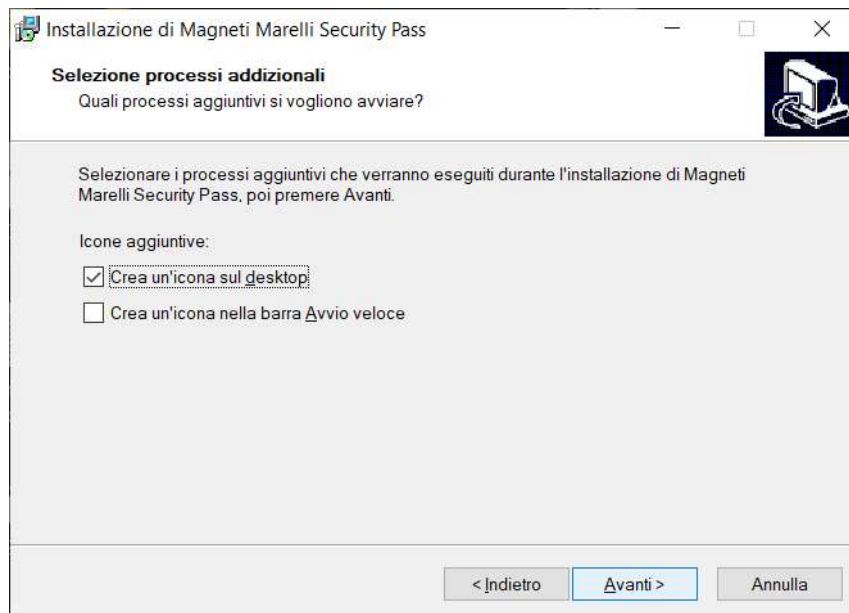 Installazione di Magneti Marelli Security Pass
Selezione processi addizionali
Quali processi aggiuntivi si vogliono avviare?
Selezionare i processi aggiuntivi che verranno eseguiti durante l'installazione di Magneti
Marelli Security Pass, poi premere Avanti.
Icone aggiuntive:
Crea un'icona sul desktop
Crea un'icona nella barra Avvio veloce
< Indietro
Avanti >
Annulla